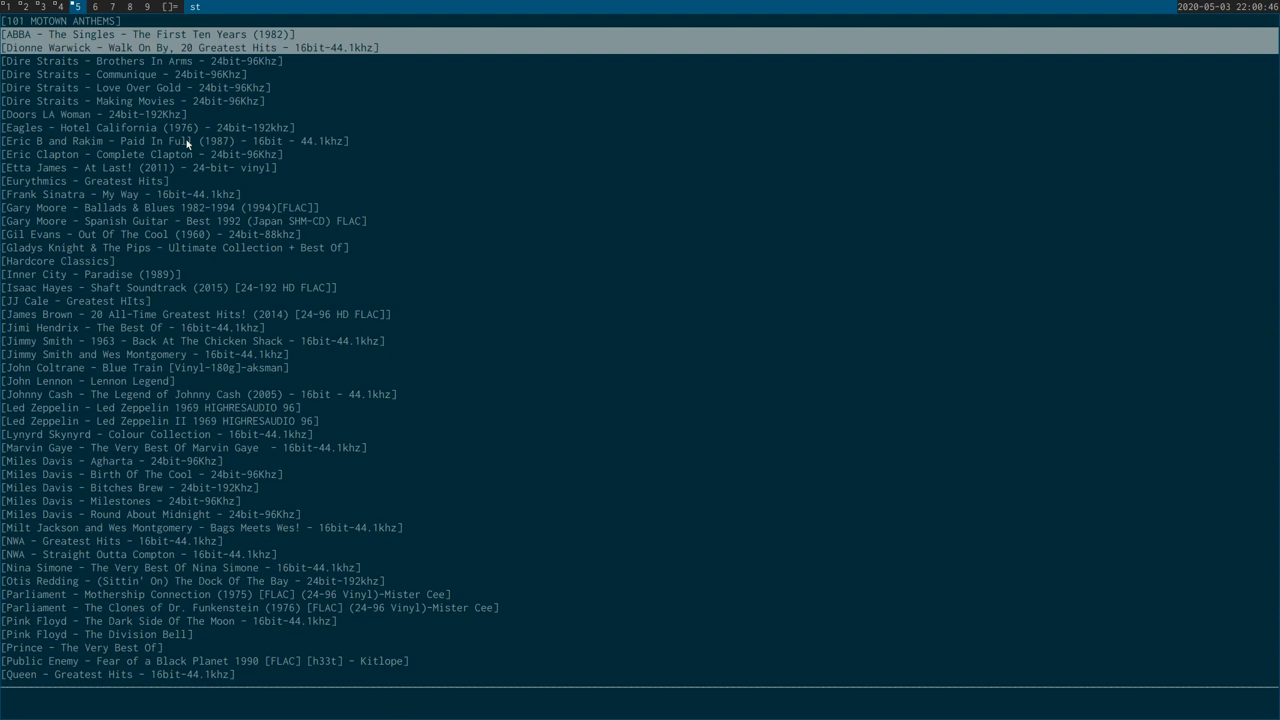 1 2 3 4 5 6 7 8 9 []= st 2020-05-03 22:00:46
[101 MOTOWN ANTHEMS]
[ABBA - The Singles - The First Ten Years (1982)]
[Dionne Warwick - Walk On By, 20 Greatest Hits - 16bit-44.1khz]
[Dire Straits - Brothers In Arms - 24bit-96Khz]
[Dire Straits - Communique - 24bit-96Khz]
[Dire Straits - Love Over Gold - 24bit-96Khz]
[Dire Straits - Making Movies - 24bit-96Khz]
[Doors LA Woman - 24bit-192Khz]
[Eagles - Hotel California (1976) - 24bit-192khz]
[Eric B and Rakim - Paid In Full (1987) - 16bit - 44.1khz]
[Eric Clapton - Complete Clapton - 24bit-96Khz]
[Etta James - At Last! (2011) - 24-bit- vinyl]
[Eurythmics - Greatest Hits]
[Frank Sinatra - My Way - 16bit-44.1khz]
[Gary Moore - Ballads & Blues 1982-1994 (1994)[FLAC]]
[Gary Moore - Spanish Guitar - Best 1992 (Japan SHM-CD) FLAC]
[Gil Evans - Out Of The Cool (1960) - 24bit-88khz]
[Gladys Knight & The Pips - Ultimate Collection + Best Of]
[Hardcore Classics]
[Inner City - Paradise (1989)]
[Isaac Hayes - Shaft Soundtrack (2015) [24-192 HD FLAC]]
[JJ Cale - Greatest HIts]
[James Brown - 20 All-Time Greatest Hits! (2014) [24-96 HD FLAC]]
[Jimi Hendrix - The Best Of - 16bit-44.1khz]
[Jimmy Smith - 1963 - Back At The Chicken Shack - 16bit-44.1khz]
[Jimmy Smith and Wes Montgomery - 16bit-44.1khz]
[John Coltrane - Blue Train [Vinyl-180g]-aksman]
[John Lennon - Lennon Legend]
[Johnny Cash - The Legend of Johnny Cash (2005) - 16bit - 44.1khz]
[Led Zeppelin - Led Zeppelin 1969 HIGHRESAUDIO 96]
[Led Zeppelin - Led Zeppelin II 1969 HIGHRESAUDIO 96]
[Lynyrd Skynyrd - Colour Collection - 16bit-44.1khz]
[Marvin Gaye - The Very Best Of Marvin Gaye  - 16bit-44.1khz]
[Miles Davis - Agharta - 24bit-96Khz]
[Miles Davis - Birth Of The Cool - 24bit-96Khz]
[Miles Davis - Bitches Brew - 24bit-192Khz]
[Miles Davis - Milestones - 24bit-96Khz]
[Miles Davis - Round About Midnight - 24bit-96Khz]
[Milt Jackson and Wes Montgomery - Bags Meets Wes! - 16bit-44.1khz]
[NWA - Greatest Hits - 16bit-44.1khz]
[NWA - Straight Outta Compton - 16bit-44.1khz]
[Nina Simone - The Very Best Of Nina Simone - 16bit-44.1khz]
[Otis Redding - (Sittin' On) The Dock Of The Bay - 24bit-192khz]
[Parliament - Mothership Connection (1975) [FLAC] (24-96 Vinyl)-Mister Cee]
[Parliament - The Clones of Dr. Funkenstein (1976) [FLAC] (24-96 Vinyl)-Mister Cee]
[Pink Floyd - The Dark Side Of The Moon - 16bit-44.1khz]
[Pink Floyd - The Division Bell]
[Prince - The Very Best Of]
[Public Enemy - Fear of a Black Planet 1990 [FLAC] [h33t] - Kitlope]
[Queen - Greatest Hits - 16bit-44.1khz]